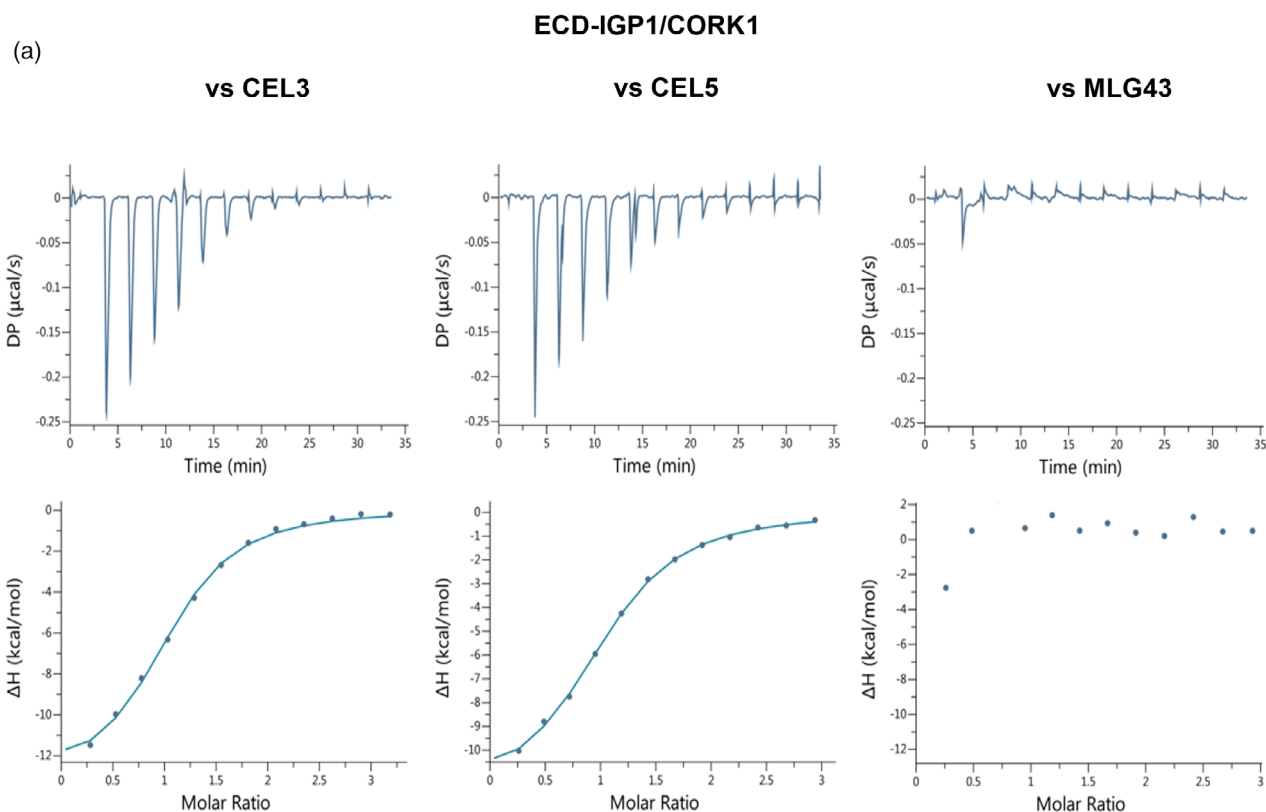 ECD-IGP1/CORK1
(a)
vs CEL3
vs CEL5
vs MLG43
DP (µcal/s)
0
-0.05
-0.1
-0.15
-0.2
-0.25
0 5 10 15 20 25 30 35
Time (min)
DP (µcal/s)
0
-0.05
-0.1
-0.15
-0.2
-0.25
0 5 10 15 20 25 30 35
Time (min)
DP (µcal/s)
0
-0.05
-0.1
-0.15
-0.2
-0.25
0 5 10 15 20 25 30 35
Time (min)
ΔH (kcal/mol)
0
-2
-4
-6
-8
-10
-12
0 0.5 1 1.5 2 2.5 3
Molar Ratio
ΔH (kcal/mol)
0
-1
-2
-3
-4
-5
-6
-7
-8
-9
-10
0 0.5 1 1.5 2 2.5 3
Molar Ratio
ΔH (kcal/mol)
2
0
-2
-4
-6
-8
-10
-12
0 0.5 1 1.5 2 2.5 3
Molar Ratio